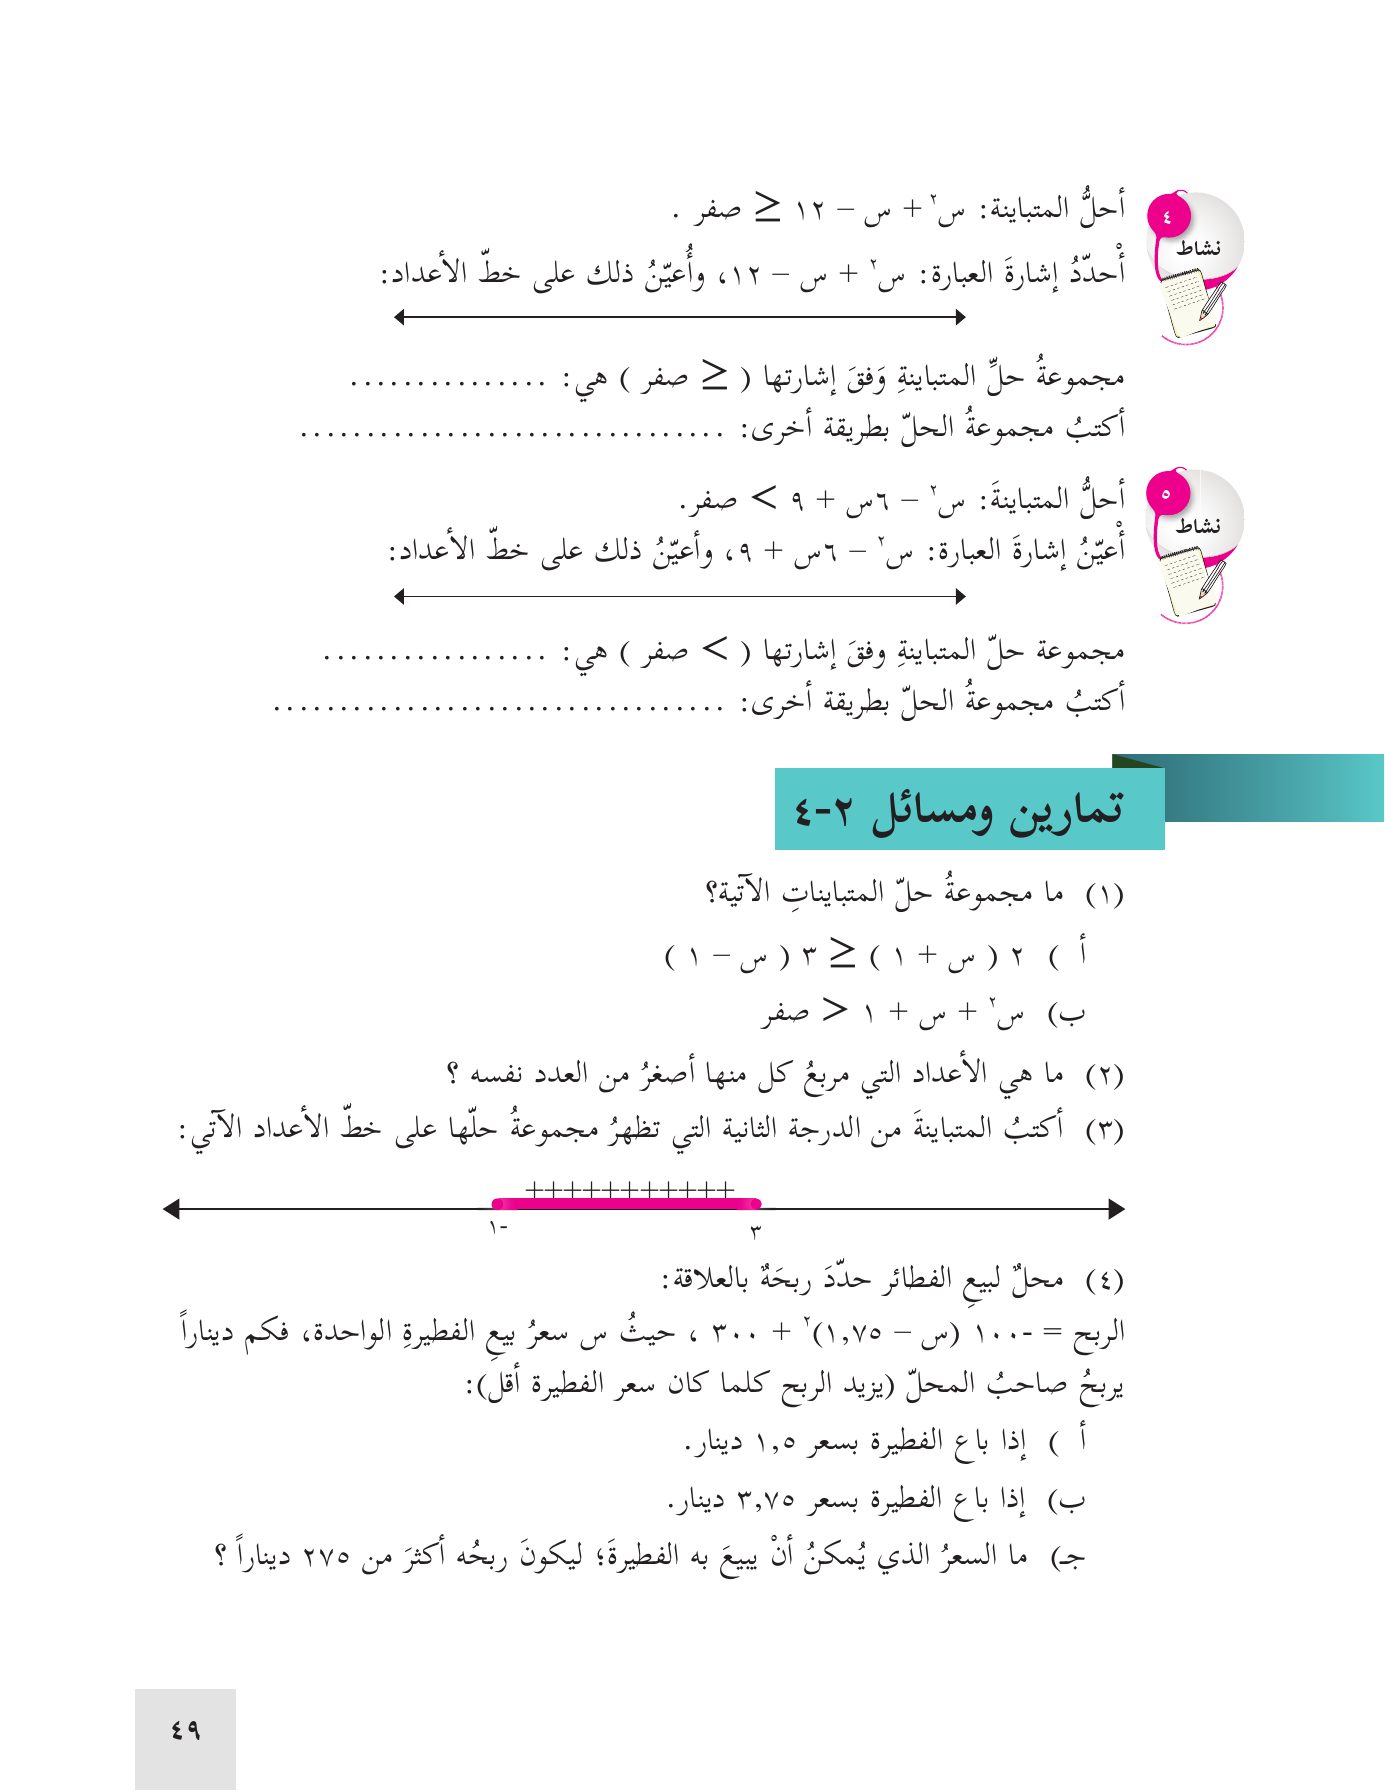 ٤
نشاط
أحلُّ المتباينة: س٢ + س – ١٢ ≥ صفر .
أُحدّدُ إشارةَ العبارة: س٢ + س – ١٢، وأُعيّنُ ذلك على خطّ الأعداد:
مجموعةُ حلِّ المتباينةِ وَفقَ إشارتها ( ≥ صفر ) هي: ...............
أكتبُ مجموعةُ الحلّ بطريقة أخرى: ................................
٥
نشاط
أحلُّ المتباينةَ: س٢ – ٦س + ٩ < صفر.
أُعيّنُ إشارةَ العبارة: س٢ – ٦س + ٩، وأعيّنُ ذلك على خطّ الأعداد:
مجموعة حلّ المتباينةِ وفقَ إشارتها ( < صفر ) هي: .................
أكتبُ مجموعةُ الحلّ بطريقة أخرى: ..................................
تمارين ومسائل ٢-٤
(١) ما مجموعةُ حلّ المتبايناتِ الآتية؟
أ ) ٢ ( س + ١ ) ≥ ٣ ( س – ١ )
ب) س٢ + س + ١ > صفر
(٢) ما هي الأعداد التي مربعُ كل منها أصغرُ من العدد نفسه ؟
(٣) أكتبُ المتباينةَ من الدرجة الثانية التي تظهرُ مجموعةُ حلّها على خطّ الأعداد الآتي:
+++++++++++
-١ ٣
(٤) محلٌ لبيعِ الفطائر حدّدَ ربحَهٌ بالعلاقة:
الربح = -١٠٠ (س – ١,٧٥)٢ + ٣٠٠ ، حيثُ س سعرُ بيعِ الفطيرةِ الواحدة، فكم ديناراً
يربحُ صاحبُ المحلّ (يزيد الربح كلما كان سعر الفطيرة أقل):
أ ) إذا باع الفطيرة بسعر ١,٥ دينار.
ب) إذا باع الفطيرة بسعر ٣,٧٥ دينار.
جـ) ما السعرُ الذي يُمكنُ أنْ يبيعَ به الفطيرةَ؛ ليكونَ ربحُه أكثرَ من ٢٧٥ ديناراً ؟
٤٩